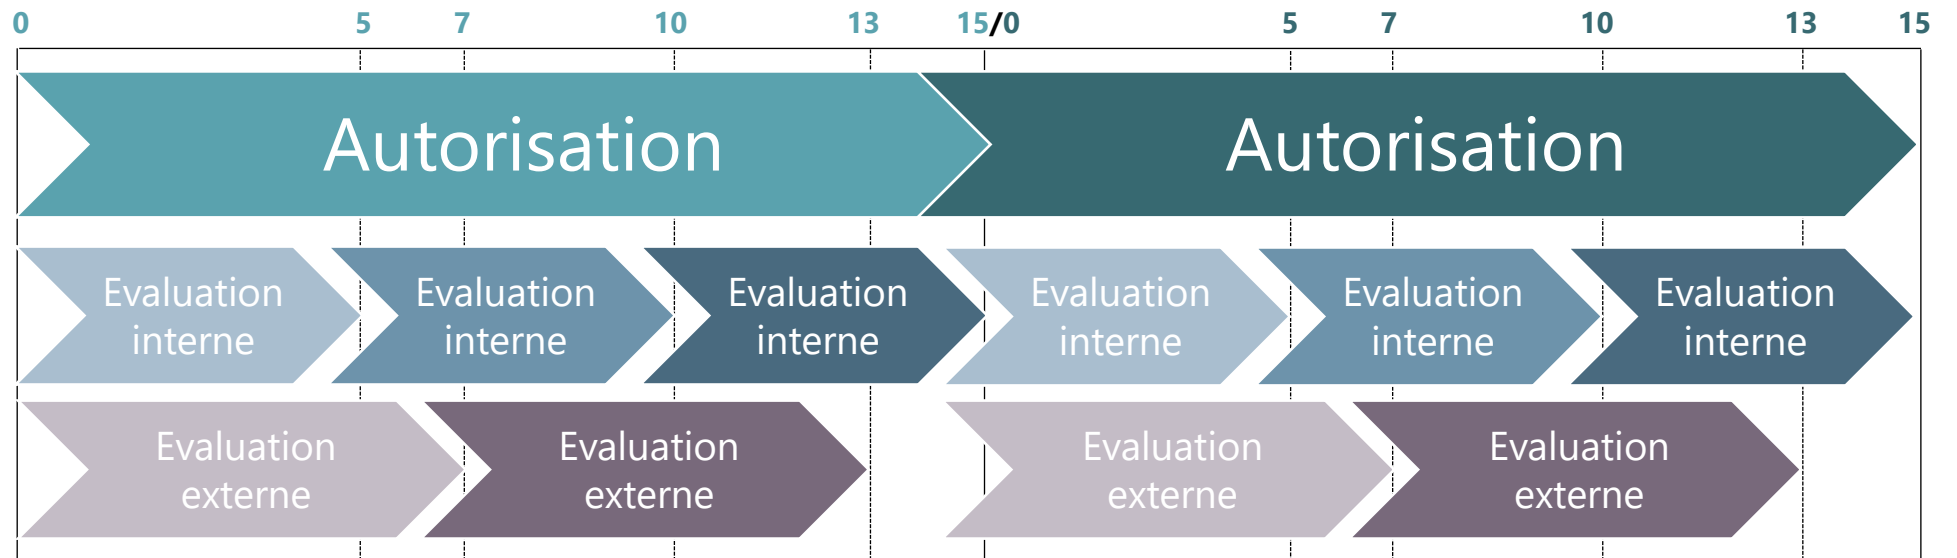 0 5 7 10 13 15/0 5 7 10 13 15
Autorisation Autorisation
Evaluation Evaluation Evaluation Evaluation Evaluation Evaluation
interne interne interne interne interne interne
Evaluation Evaluation Evaluation Evaluation
externe externe externe externe